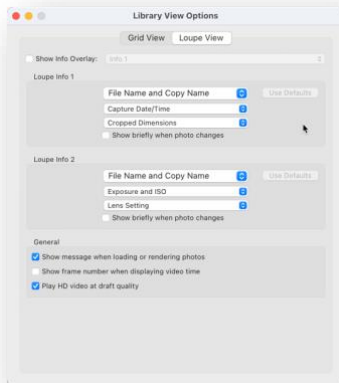 Library View Options
Grid View Loupe View
Show Info Overlay: Info 1
Loupe Info 1
File Name and Copy Name Use Defaults
Capture Date/Time
Cropped Dimensions
Show briefly when photo changes
Loupe Info 2
File Name and Copy Name Use Defaults
Exposure and ISO
Lens Setting
Show briefly when photo changes
General
Show message when loading or rendering photos
Show frame number when displaying video time
Play HD video at draft quality